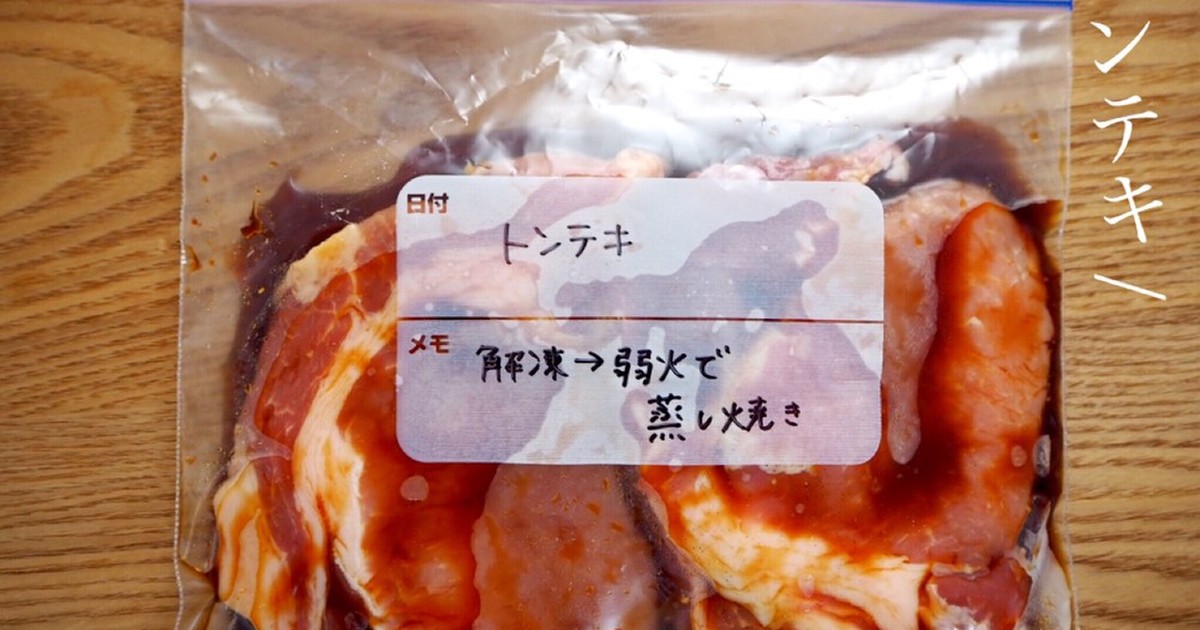 日付
トンテキ
メモ
解凍→弱火で
蒸し焼き
ンテキ＼